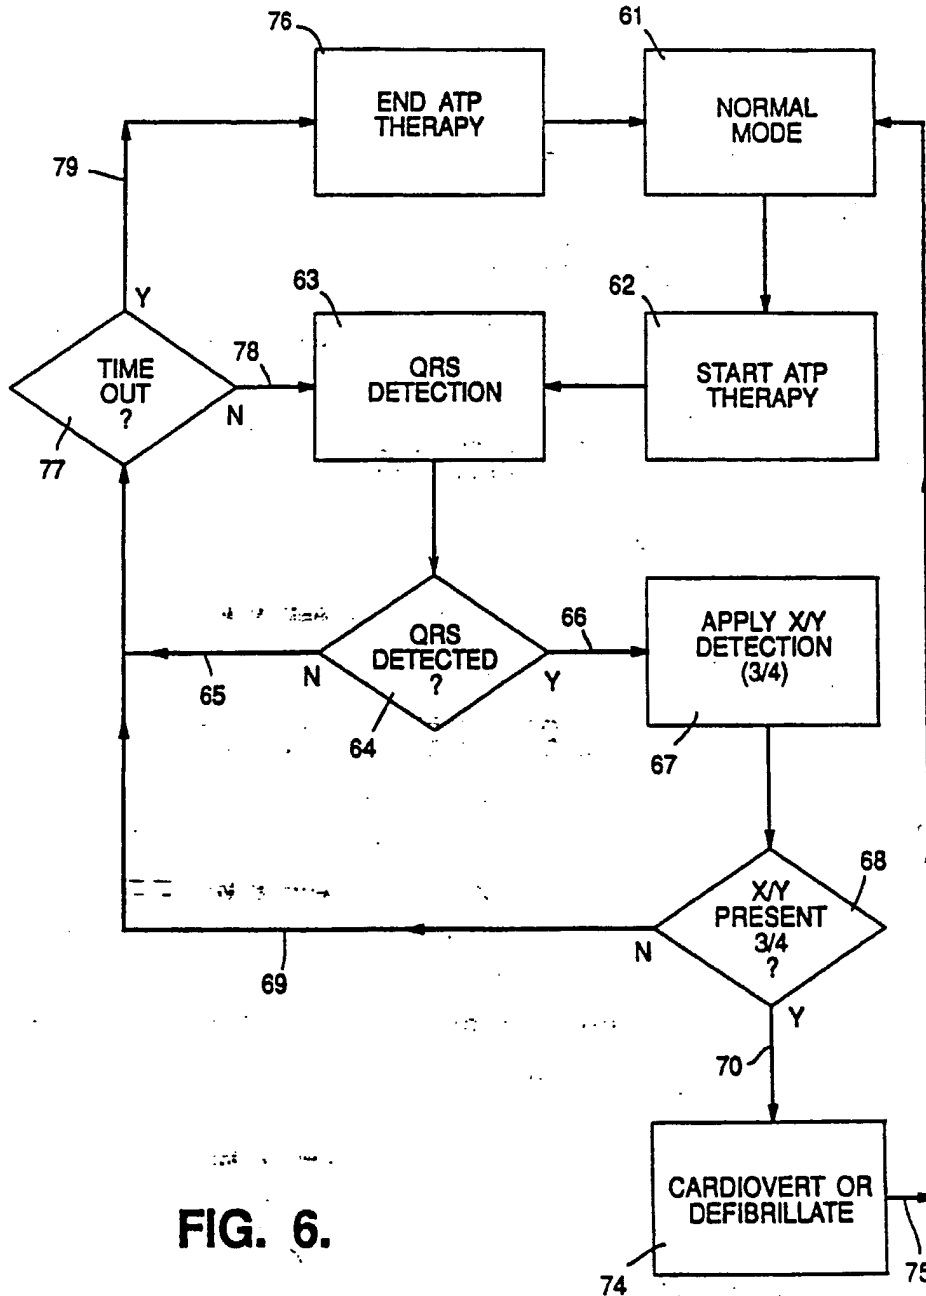 76
61
END ATP
THERAPY
NORMAL
MODE
79
Y
63
62
TIME
OUT
?
78
N
77
QRS
DETECTION
START ATP
THERAPY
QRS
DETECTED
?
N
Y
65
64
66
APPLY X/Y
DETECTION
(3/4)
67
68
X/Y
PRESENT
3/4
?
N
Y
69
70
CARDIOVERT OR
DEFIBRILLATE
74
75
FIG. 6.